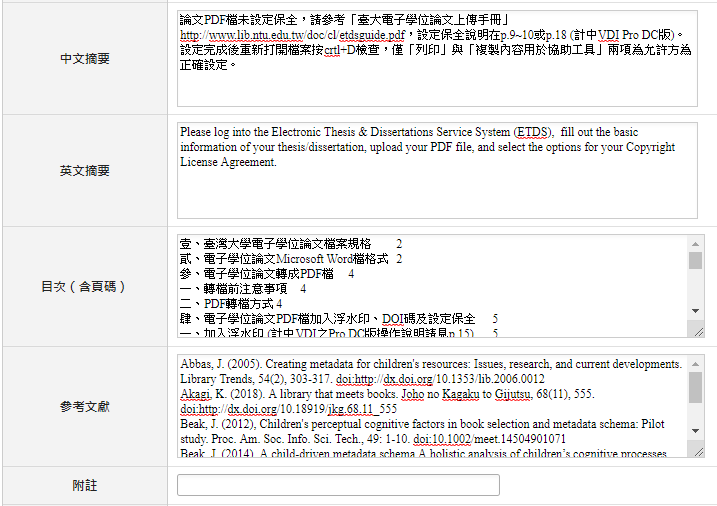 中文摘要
論文PDF檔未設定保全，請參考「臺大電子學位論文上傳手冊」
http://www.lib.ntu.edu.tw/doc/cl/etdsguide.pdf，設定保全說明在p.9~10或p.18 (計中VDI Pro DC版)。
設定完成後重新打開檔案按crtl+D檢查，僅「列印」與「複製內容用於協助工具」兩項為允許方為
正確設定。
英文摘要
Please log into the Electronic Thesis & Dissertations Service System (ETDS), fill out the basic
information of your thesis/dissertation, upload your PDF file, and select the options for your Copyright
License Agreement.
目次（含頁碼）
壹、臺灣大學電子學位論文檔案規格 2
貳、電子學位論文Microsoft Word檔格式 2
參、電子學位論文轉成PDF檔 4
一、轉檔前注意事項 4
二、PDF轉檔方式 4
肆、電子學位論文PDF檔加入浮水印、DOI碼及設定保全 5
一、加入浮水印 (計中VDI之Pro DC版操作說明請見p.15) 5
參考文獻
Abbas, J. (2005). Creating metadata for children's resources: Issues, research, and current developments.
Library Trends, 54(2), 303-317. doi:http://dx.doi.org/10.1353/lib.2006.0012
Akagi, K. (2018). A library that meets books. Joho no Kagaku to Gijutsu, 68(11), 555.
doi:http://dx.doi.org/10.18919/jkg.68.11_555
Beak, J. (2012), Children's perceptual cognitive factors in book selection and metadata schema: Pilot
study. Proc. Am. Soc. Info. Sci. Tech., 49: 1-10. doi:10.1002/meet.14504901071
Beak, J. (2014). A child-driven metadata schema A holistic analysis of children's cognitive processes
附註